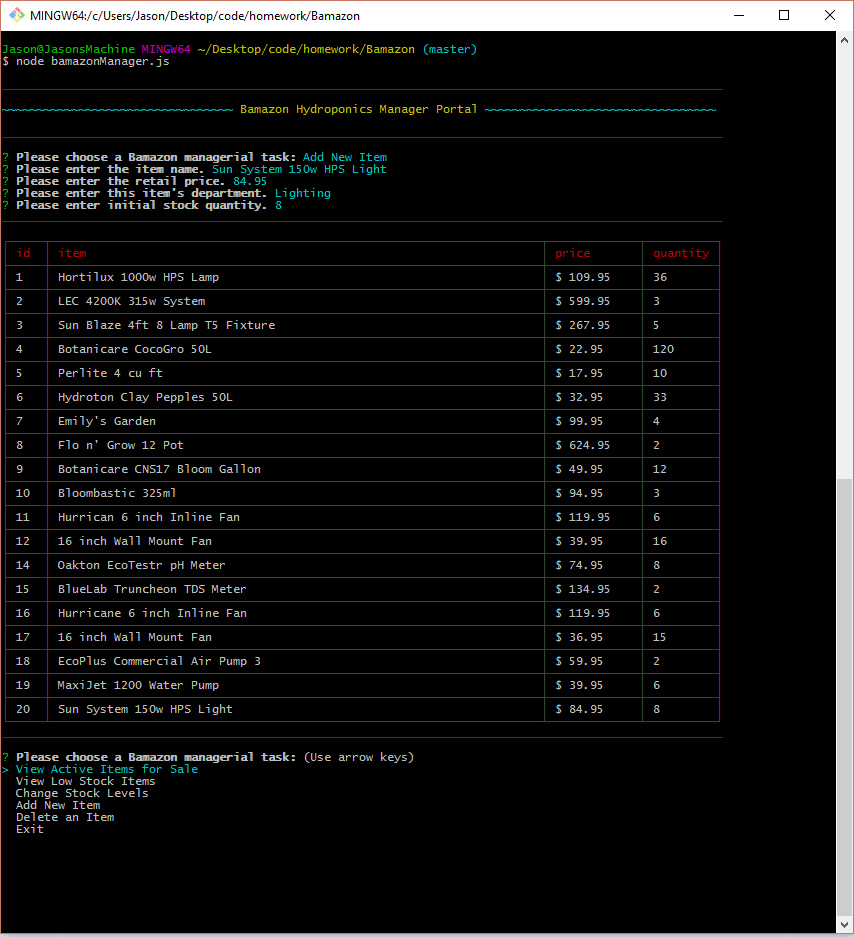 MINGW64:/c/Users/Jason/Desktop/code/homework/Bamazon
Jason@JasonsMachine MINGW64 ~/Desktop/code/homework/Bamazon (master)
$ node bamazonManager.js
~~~~~~~~~~~~~~~~~~~~~~~~~~~~~~~~~ Bamazon Hydroponics Manager Portal ~~~~~~~~~~~~~~~~~~~~~~~~~~~~~~~~~
? Please choose a Bamazon managerial task: Add New Item
? Please enter the item name. Sun System 150w HPS Light
? Please enter the retail price. 84.95
? Please enter this item's department. Lighting
? Please enter initial stock quantity. 8
id item price quantity
1 Hortilux 1000w HPS Lamp $ 109.95 36
2 LEC 4200K 315w System $ 599.95 3
3 Sun Blaze 4ft 8 Lamp T5 Fixture $ 267.95 5
4 Botanicare CocoGro 50L $ 22.95 120
5 Perlite 4 cu ft $ 17.95 10
6 Hydroton Clay Pepples 50L $ 32.95 33
7 Emily's Garden $ 99.95 4
8 Flo n' Grow 12 Pot $ 624.95 2
9 Botanicare CNS17 Bloom Gallon $ 49.95 12
10 Bloombastic 325ml $ 94.95 3
11 Hurrican 6 inch Inline Fan $ 119.95 6
12 16 inch Wall Mount Fan $ 39.95 16
14 Oakton EcoTestr pH Meter $ 74.95 8
15 BlueLab Truncheon TDS Meter $ 134.95 2
16 Hurricane 6 inch Inline Fan $ 119.95 6
17 16 inch Wall Mount Fan $ 36.95 15
18 EcoPlus Commercial Air Pump 3 $ 59.95 2
19 MaxiJet 1200 Water Pump $ 39.95 6
20 Sun System 150w HPS Light $ 84.95 8
? Please choose a Bamazon managerial task: (Use arrow keys)
> View Active Items for Sale
View Low Stock Items
Change Stock Levels
Add New Item
Delete an Item
Exit